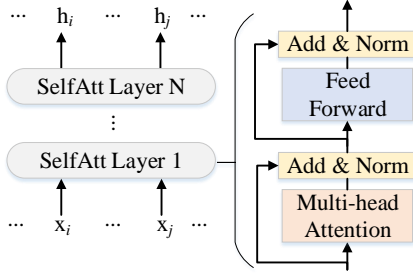 ... h_i ... h_j ...
SelfAtt Layer N
⋮
SelfAtt Layer 1
... x_i ... x_j ...
Add & Norm
Feed
Forward
Add & Norm
Multi-head
Attention